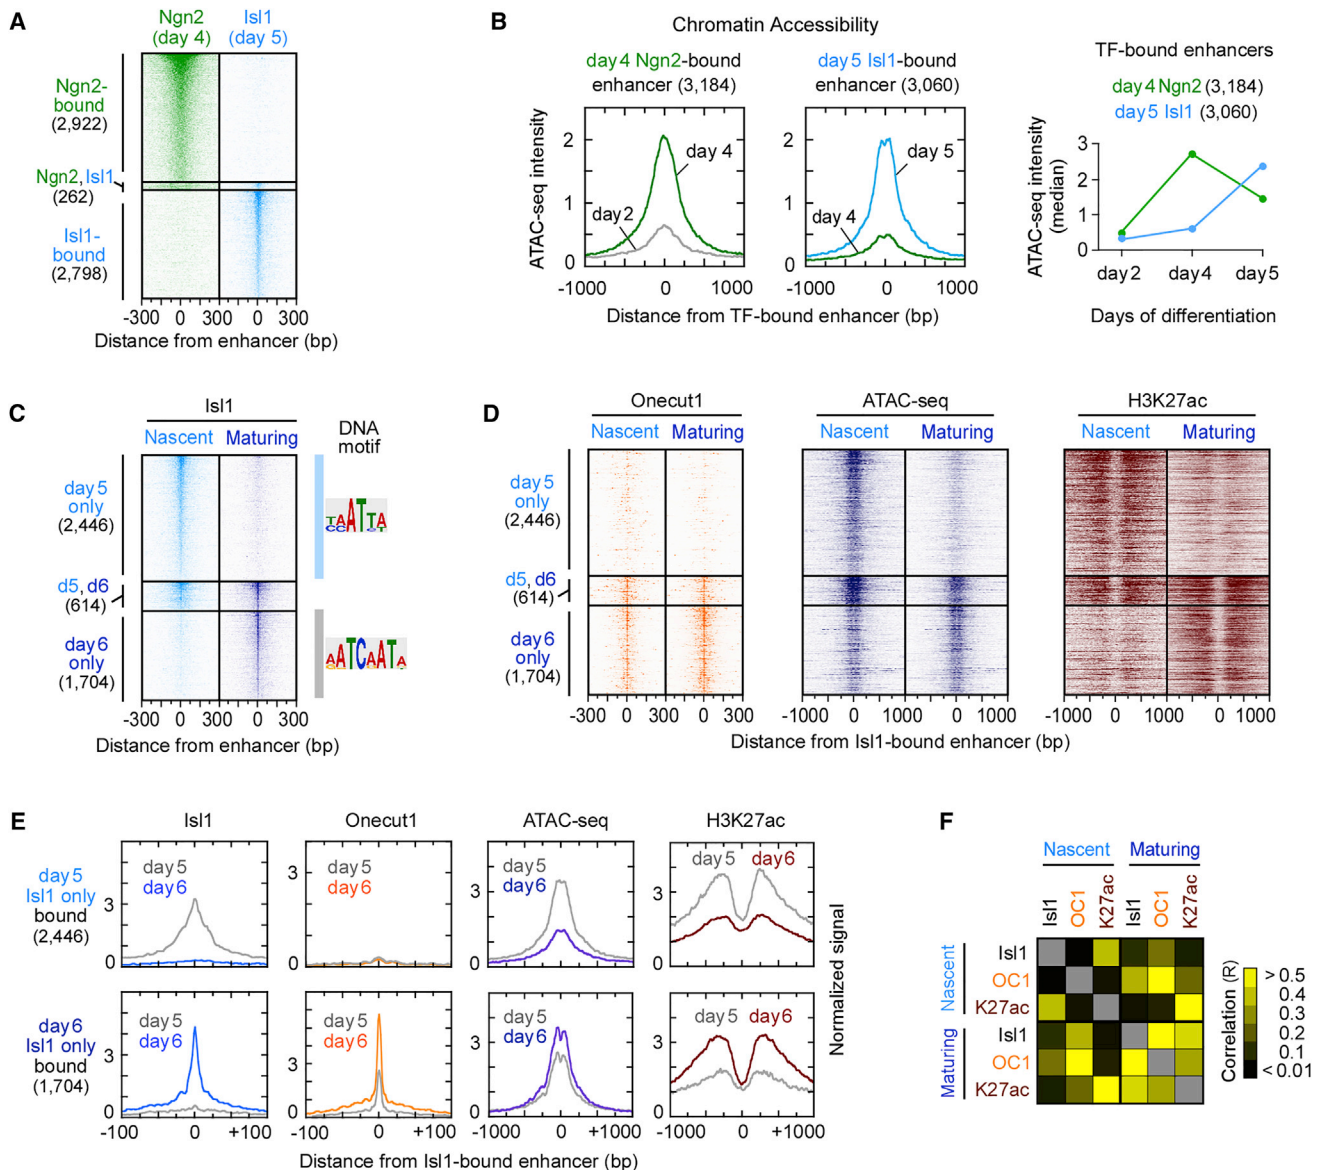 A
Ngn2
(day 4)
Isl1
(day 5)
Ngn2-
bound
(2,922)
Ngn2, Isl1
(262)
Isl1-
bound
(2,798)
-300 0 300 0 300
Distance from enhancer (bp)
B
Chromatin Accessibility
day 4 Ngn2-bound
enhancer (3,184)
day 5 Isl1-bound
enhancer (3,060)
ATAC-seq intensity
2
1
0
day 4
day 2
-1000 0 1000
2
1
0
day 5
day 4
-1000 0 1000
Distance from TF-bound enhancer (bp)
TF-bound enhancers
day 4 Ngn2 (3,184)
day 5 Isl1 (3,060)
ATAC-seq intensity
(median)
3
2
1
0
day 2 day 4 day 5
Days of differentiation
C
Isl1
Nascent Maturing
DNA
motif
day 5
only
(2,446)
d5, d6
(614)
day 6
only
(1,704)
-300 0 300 0 300
Distance from enhancer (bp)
D
Onecut1
Nascent Maturing
ATAC-seq
Nascent Maturing
H3K27ac
Nascent Maturing
day 5
only
(2,446)
d5, d6
(614)
day 6
only
(1,704)
-300 0 300 0 300
-1000 0 1000 0 1000
-1000 0 1000 0 1000
Distance from Isl1-bound enhancer (bp)
E
Isl1
Onecut1
ATAC-seq
H3K27ac
day 5
Isl1 only
bound
(2,446)
3
0
day 5
day 6
3
0
day 5
day 6
3
0
day 5
day 6
3
0
day 5 day 6
day 6
Isl1 only
bound
(1,704)
3
0
day 5
day 6
3
0
day 5
day 6
3
0
day 5
day 6
3
0
day 5 day 6
Normalized signal
-100 0 +100
-100 0 +100
-1000 0 +1000
-1000 0 +1000
Distance from Isl1-bound enhancer (bp)
F
Nascent Maturing
Isl1 OC1 K27ac Isl1 OC1 K27ac
Nascent
Isl1
OC1
K27ac
Maturing
Isl1
OC1
K27ac
Correlation (R)
> 0.5
0.4
0.3
0.2
0.1
< 0.01